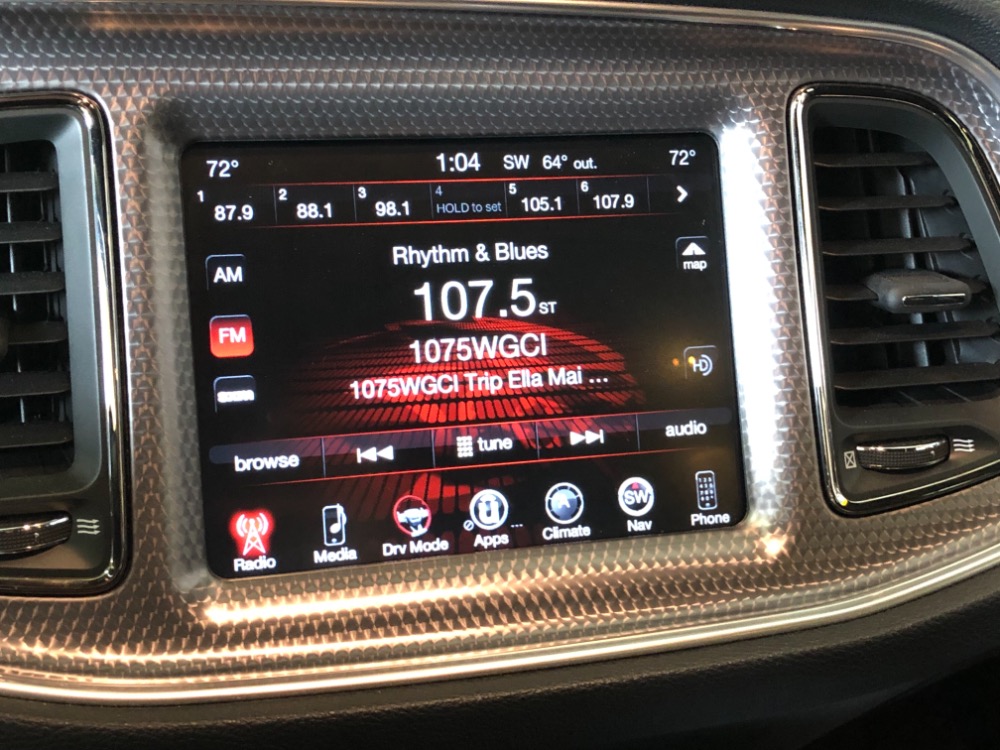 72° 1:04 SW 64° out. 72°
1 87.9 2 88.1 3 98.1 4 HOLD to set 5 105.1 6 107.9
Rhythm & Blues
map
AM
107.5 ST
FM
1075WGCI
HD
1075WGCI Trip Ella Mai ...
browse tune audio
Radio Media Drv Mode Apps ... Climate SW Nav Phone